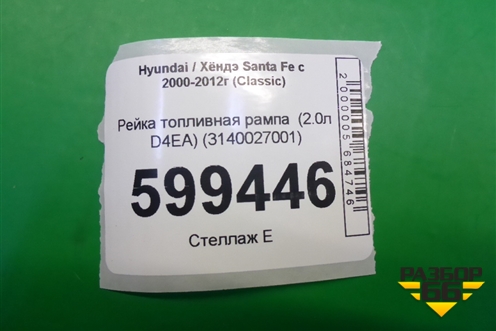 Hyundai / Хёндэ Santa Fe с
2000-2012г (Classic)
Рейка топливная рампа (2.0л
D4EA) (3140027001)
599446
Стеллаж Е
2000005684746
РАЗБОР
66